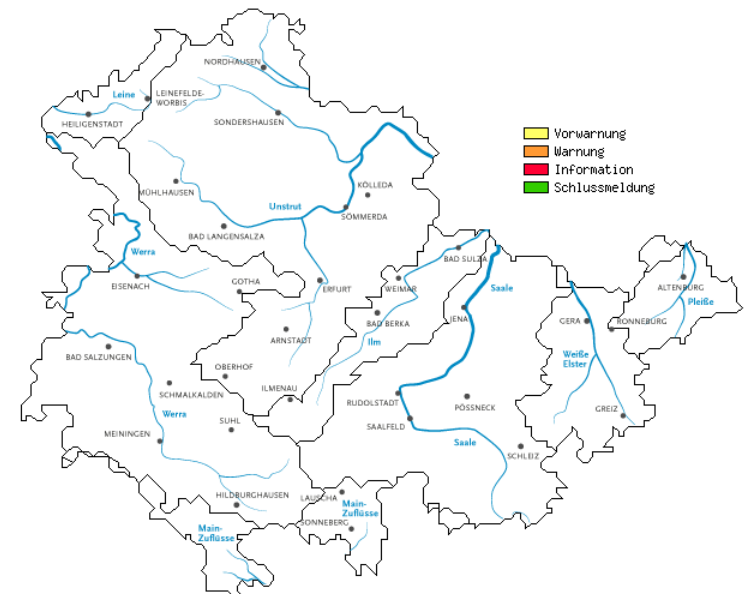 NORDHAUSEN
Leine
LEINEFELDE-
WORBIS
HEILIGENSTADT
SONDERSHAUSEN
Vorwarnung
Warnung
Information
Schlussmeldung
MÜHLHAUSEN
KÖLLEDA
Unstrut
SÖMMERDA
BAD LANGENSALZA
Werra
BAD SULZA
EISENACH
GOTHA
ERFURT
WEIMAR
Saale
ALTENBURG
Pleiße
BAD BERKA
JENA
GERA
RONNEBURG
ARNSTADT
Ilm
BAD SALZUNGEN
Weiße
Elster
OBERHOF
SCHMALKALDEN
ILMENAU
RUDOLSTADT
PÖSSNECK
Werra
SUHL
SAALFELD
GREIZ
MEININGEN
Saale
SCHLEIZ
HILDBURGHAUSEN
LAUSCHA
Main-
Zuflüsse
SONNEBERG
Main-
Zuflüsse